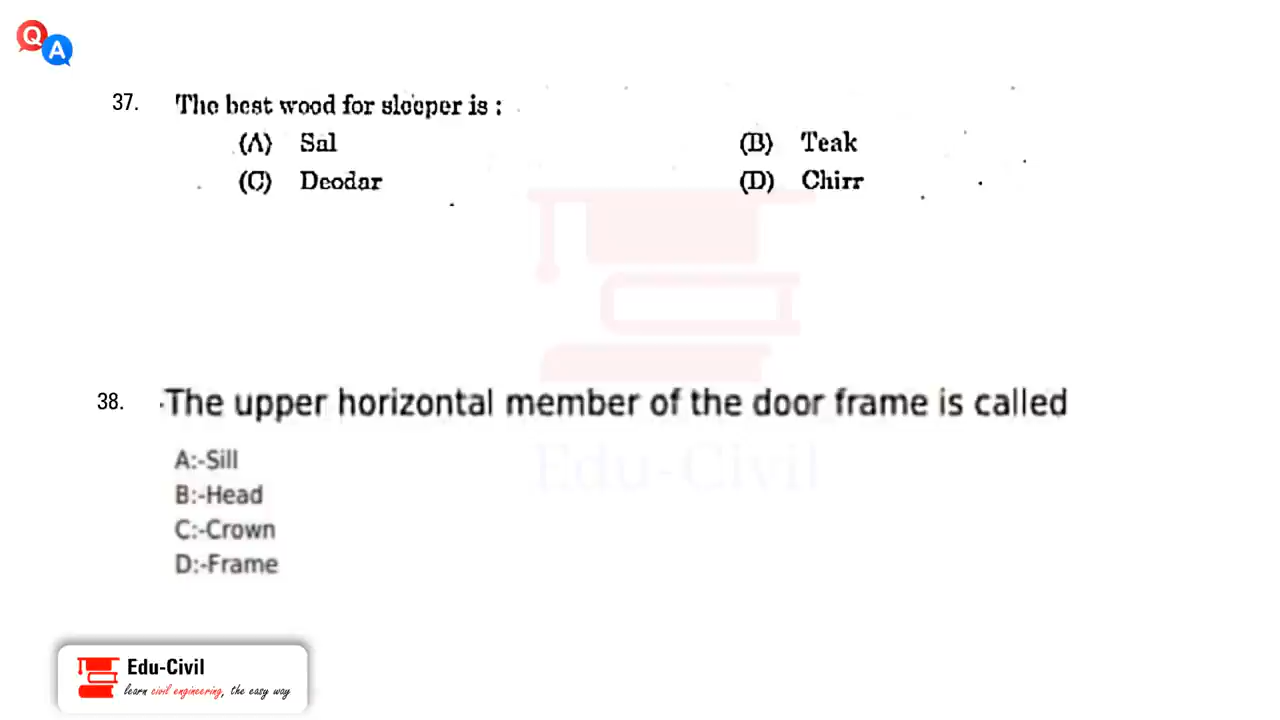 Q
A
37. The best wood for sleeper is :
(A) Sal (B) Teak
(C) Deodar (D) Chirr
38. The upper horizontal member of the door frame is called
Edu-Civil
A:-Sill
B:-Head
C:-Crown
D:-Frame
Edu-Civil
learn civil engineering, the easy way